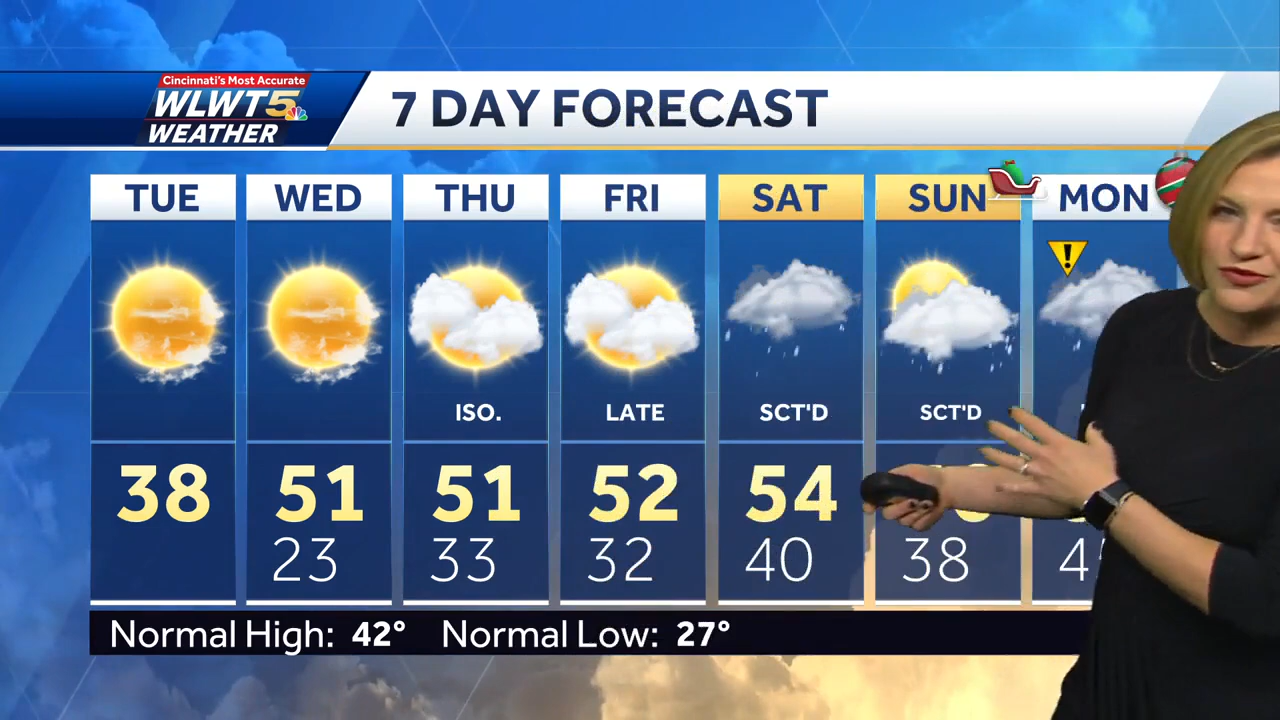 Cincinnati's Most Accurate
WLWT5
WEATHER
7 DAY FORECAST
TUE WED THU FRI SAT SUN MON
!
ISO. LATE SCT'D SCT'D
38 51 51 52 54
23 33 32 40 38
Normal High: 42° Normal Low: 27°